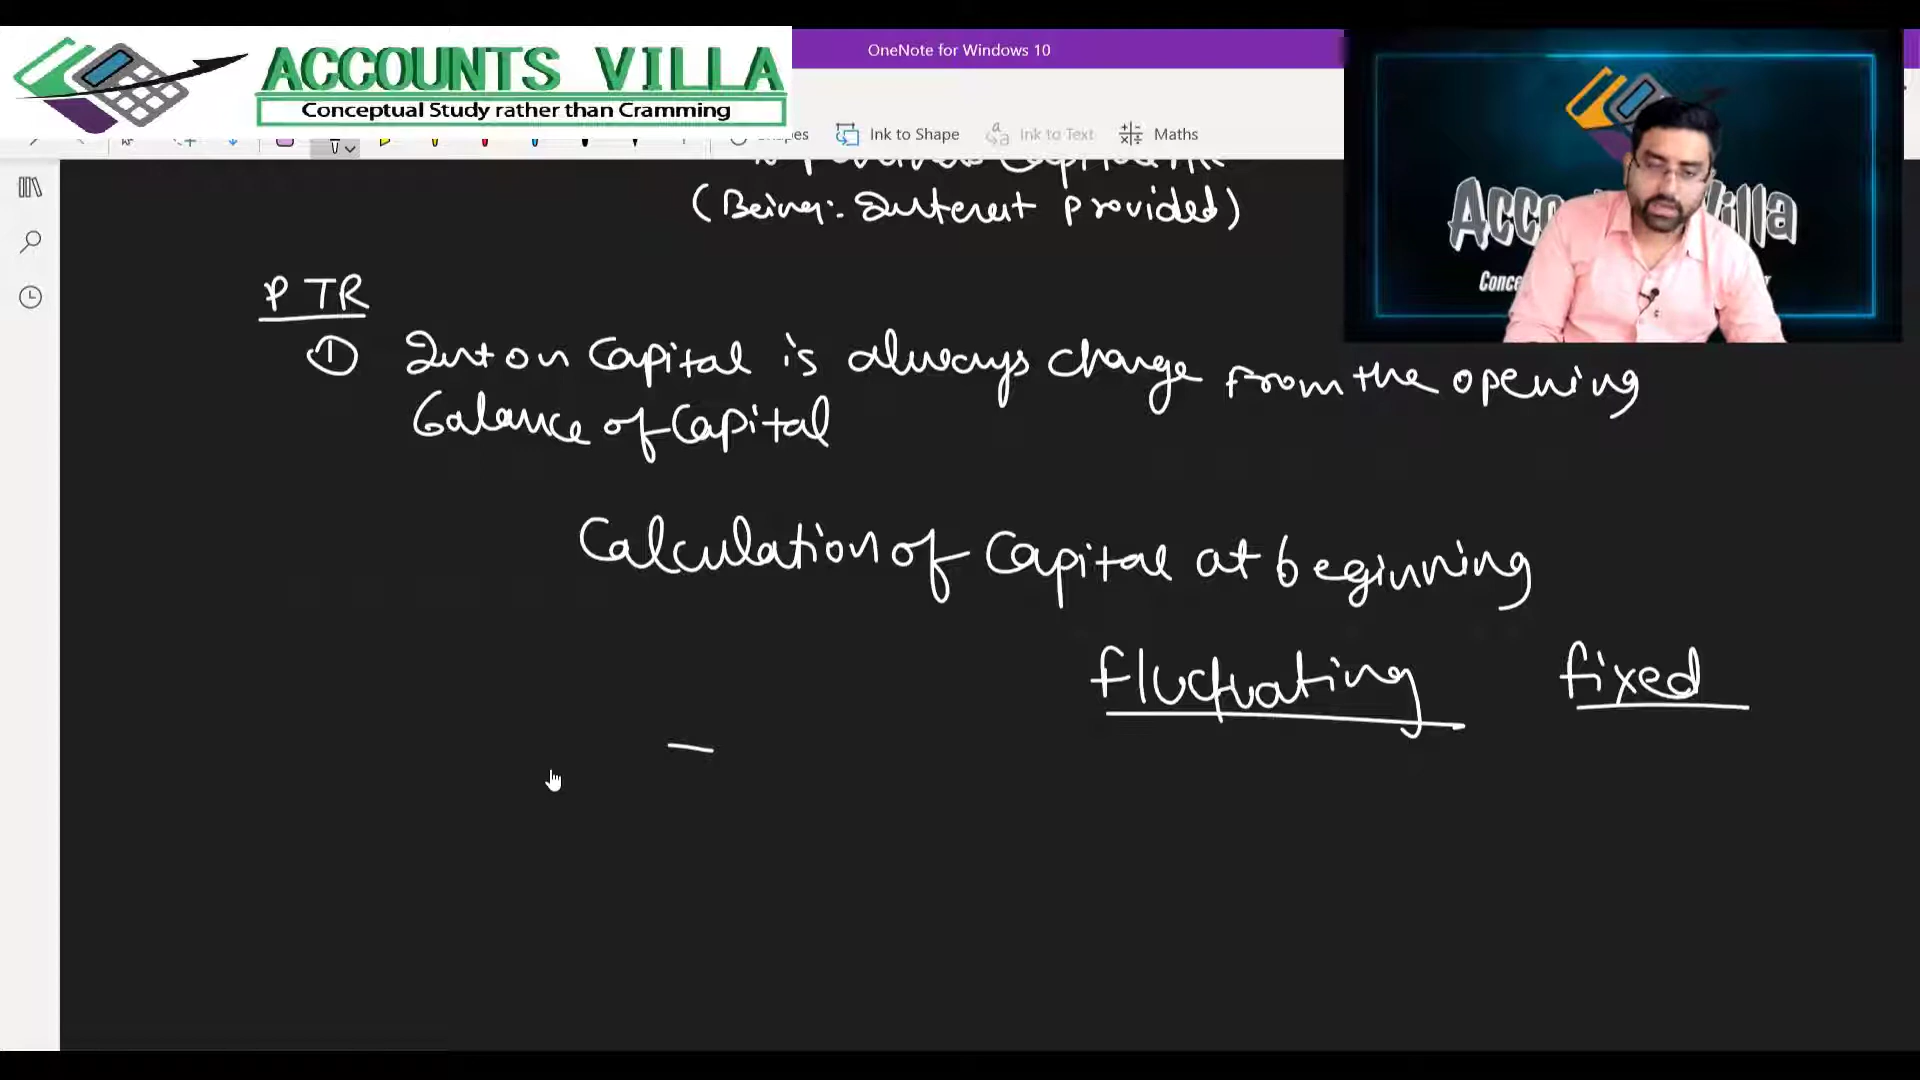 ACCOUNTS VILLA
Conceptual Study rather than Cramming
OneNote for Windows 10
Ink to Shape
Ink to Text
Maths
(Being:- Interest provided)
PTR
① Int on Capital is always change from the opening
balance of Capital
Calculation of Capital at beginning
fluctuating fixed